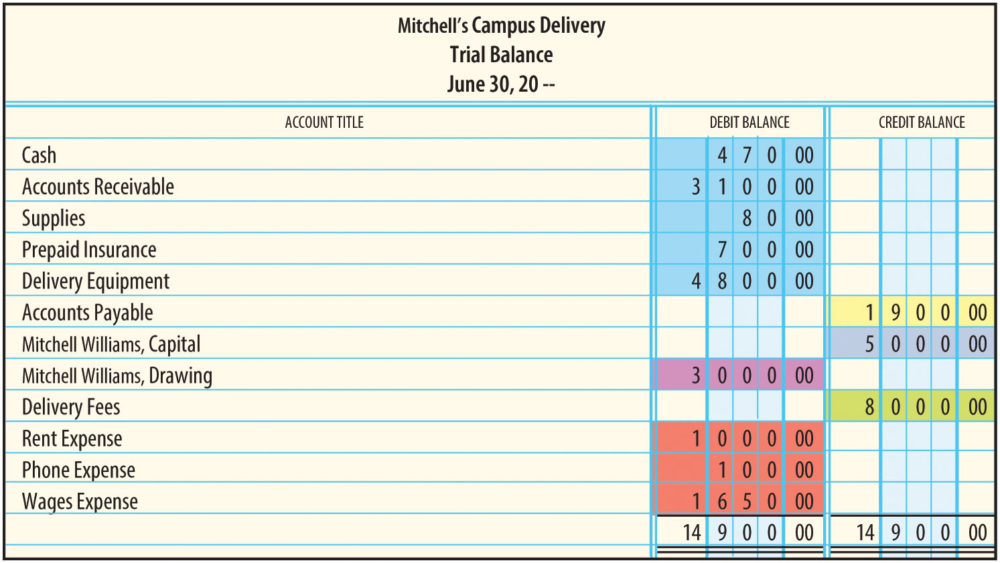 Mitchell's Campus Delivery
Trial Balance
June 30, 20 --
ACCOUNT TITLE DEBIT BALANCE CREDIT BALANCE
Cash 4 7 0 00
Accounts Receivable 3 1 0 0 00
Supplies 8 0 00
Prepaid Insurance 7 0 0 00
Delivery Equipment 4 8 0 0 00
Accounts Payable 1 9 0 0 00
Mitchell Williams, Capital 5 0 0 0 00
Mitchell Williams, Drawing 3 0 0 0 00
Delivery Fees 8 0 0 0 00
Rent Expense 1 0 0 0 00
Phone Expense 1 0 0 00
Wages Expense 1 6 5 0 00
14 9 0 0 00 14 9 0 0 00